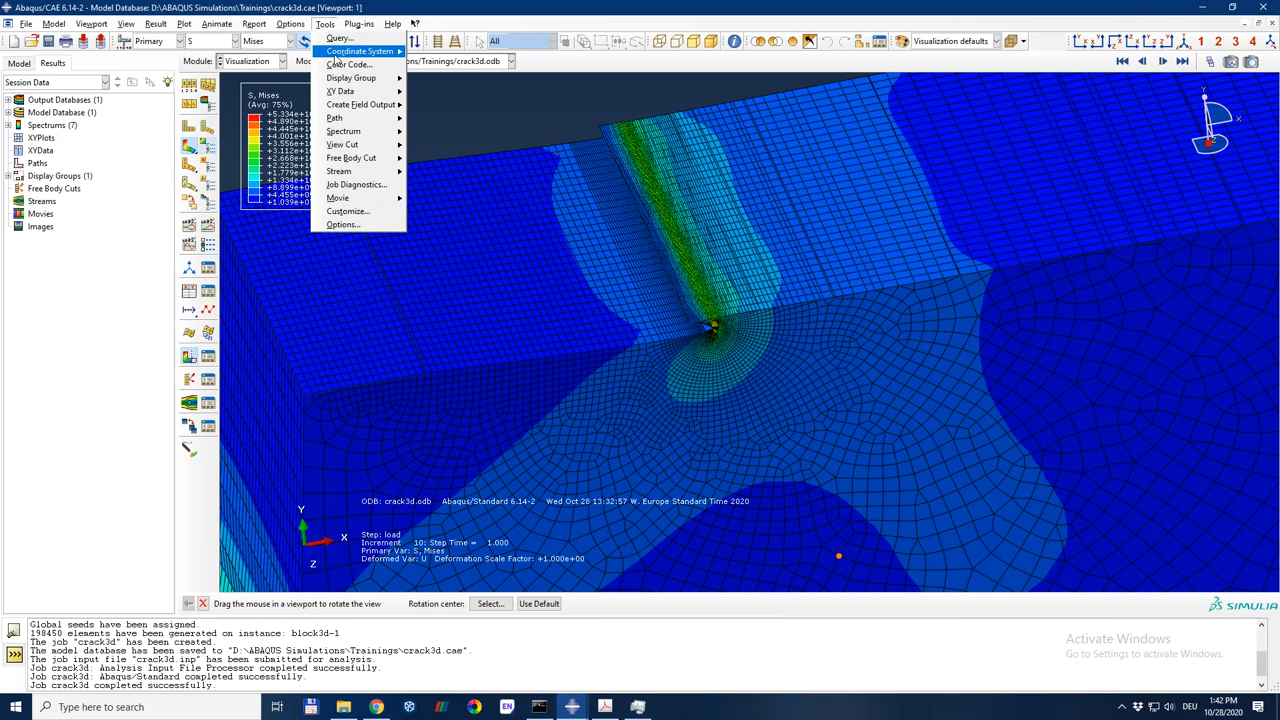 Abaqus/CAE 6.14-2 - Model Database: D:\ABAQUS Simulations\Trainings\crack3d.cae [Viewport: 1]
File Model Viewport View Result Plot Animate Report Options Tools Plug-ins Help
Primary S Mises All Visualization defaults 1 2 3 4
Model Results Module: Visualization ns/Trainings/crack3d.odb
Session Data
Output Databases (1)
Model Database (1)
Spectrums (7)
XYPlots
XYData
Paths
Display Groups (1)
Free Body Cuts
Streams
Movies
Images
Query...
Coordinate System
Color Code...
Display Group
XY Data
Create Field Output
Path
Spectrum
View Cut
Free Body Cut
Stream
Job Diagnostics...
Movie
Customize...
Options...
S, Mises
(Avg: 75%)
Y
X
Z
ODB: crack3d.odb Abaqus/Standard 6.14-2 Wed Oct 28 13:32:57 W. Europe Standard Time 2020
Step: load
Increment 10: Step Time = 1.000
Primary Var: S, Mises
Deformed Var: U Deformation Scale Factor: +1.000e+00
Y
X
Z
Drag the mouse in a viewport to rotate the view Rotation center: Select... Use Default
SIMULIA
Global seeds have been assigned.
198450 elements have been generated on instance: block3d-1
The job "crack3d" has been created.
The model database has been saved to "D:\ABAQUS Simulations\Trainings\crack3d.cae".
The job input file "crack3d.inp" has been submitted for analysis.
Job crack3d: Analysis Input File Processor completed successfully.
Job crack3d: Abaqus/Standard completed successfully.
Job crack3d completed successfully.
Activate Windows
Go to Settings to activate Windows.
Type here to search
EN
DEU
1:42 PM
10/28/2020